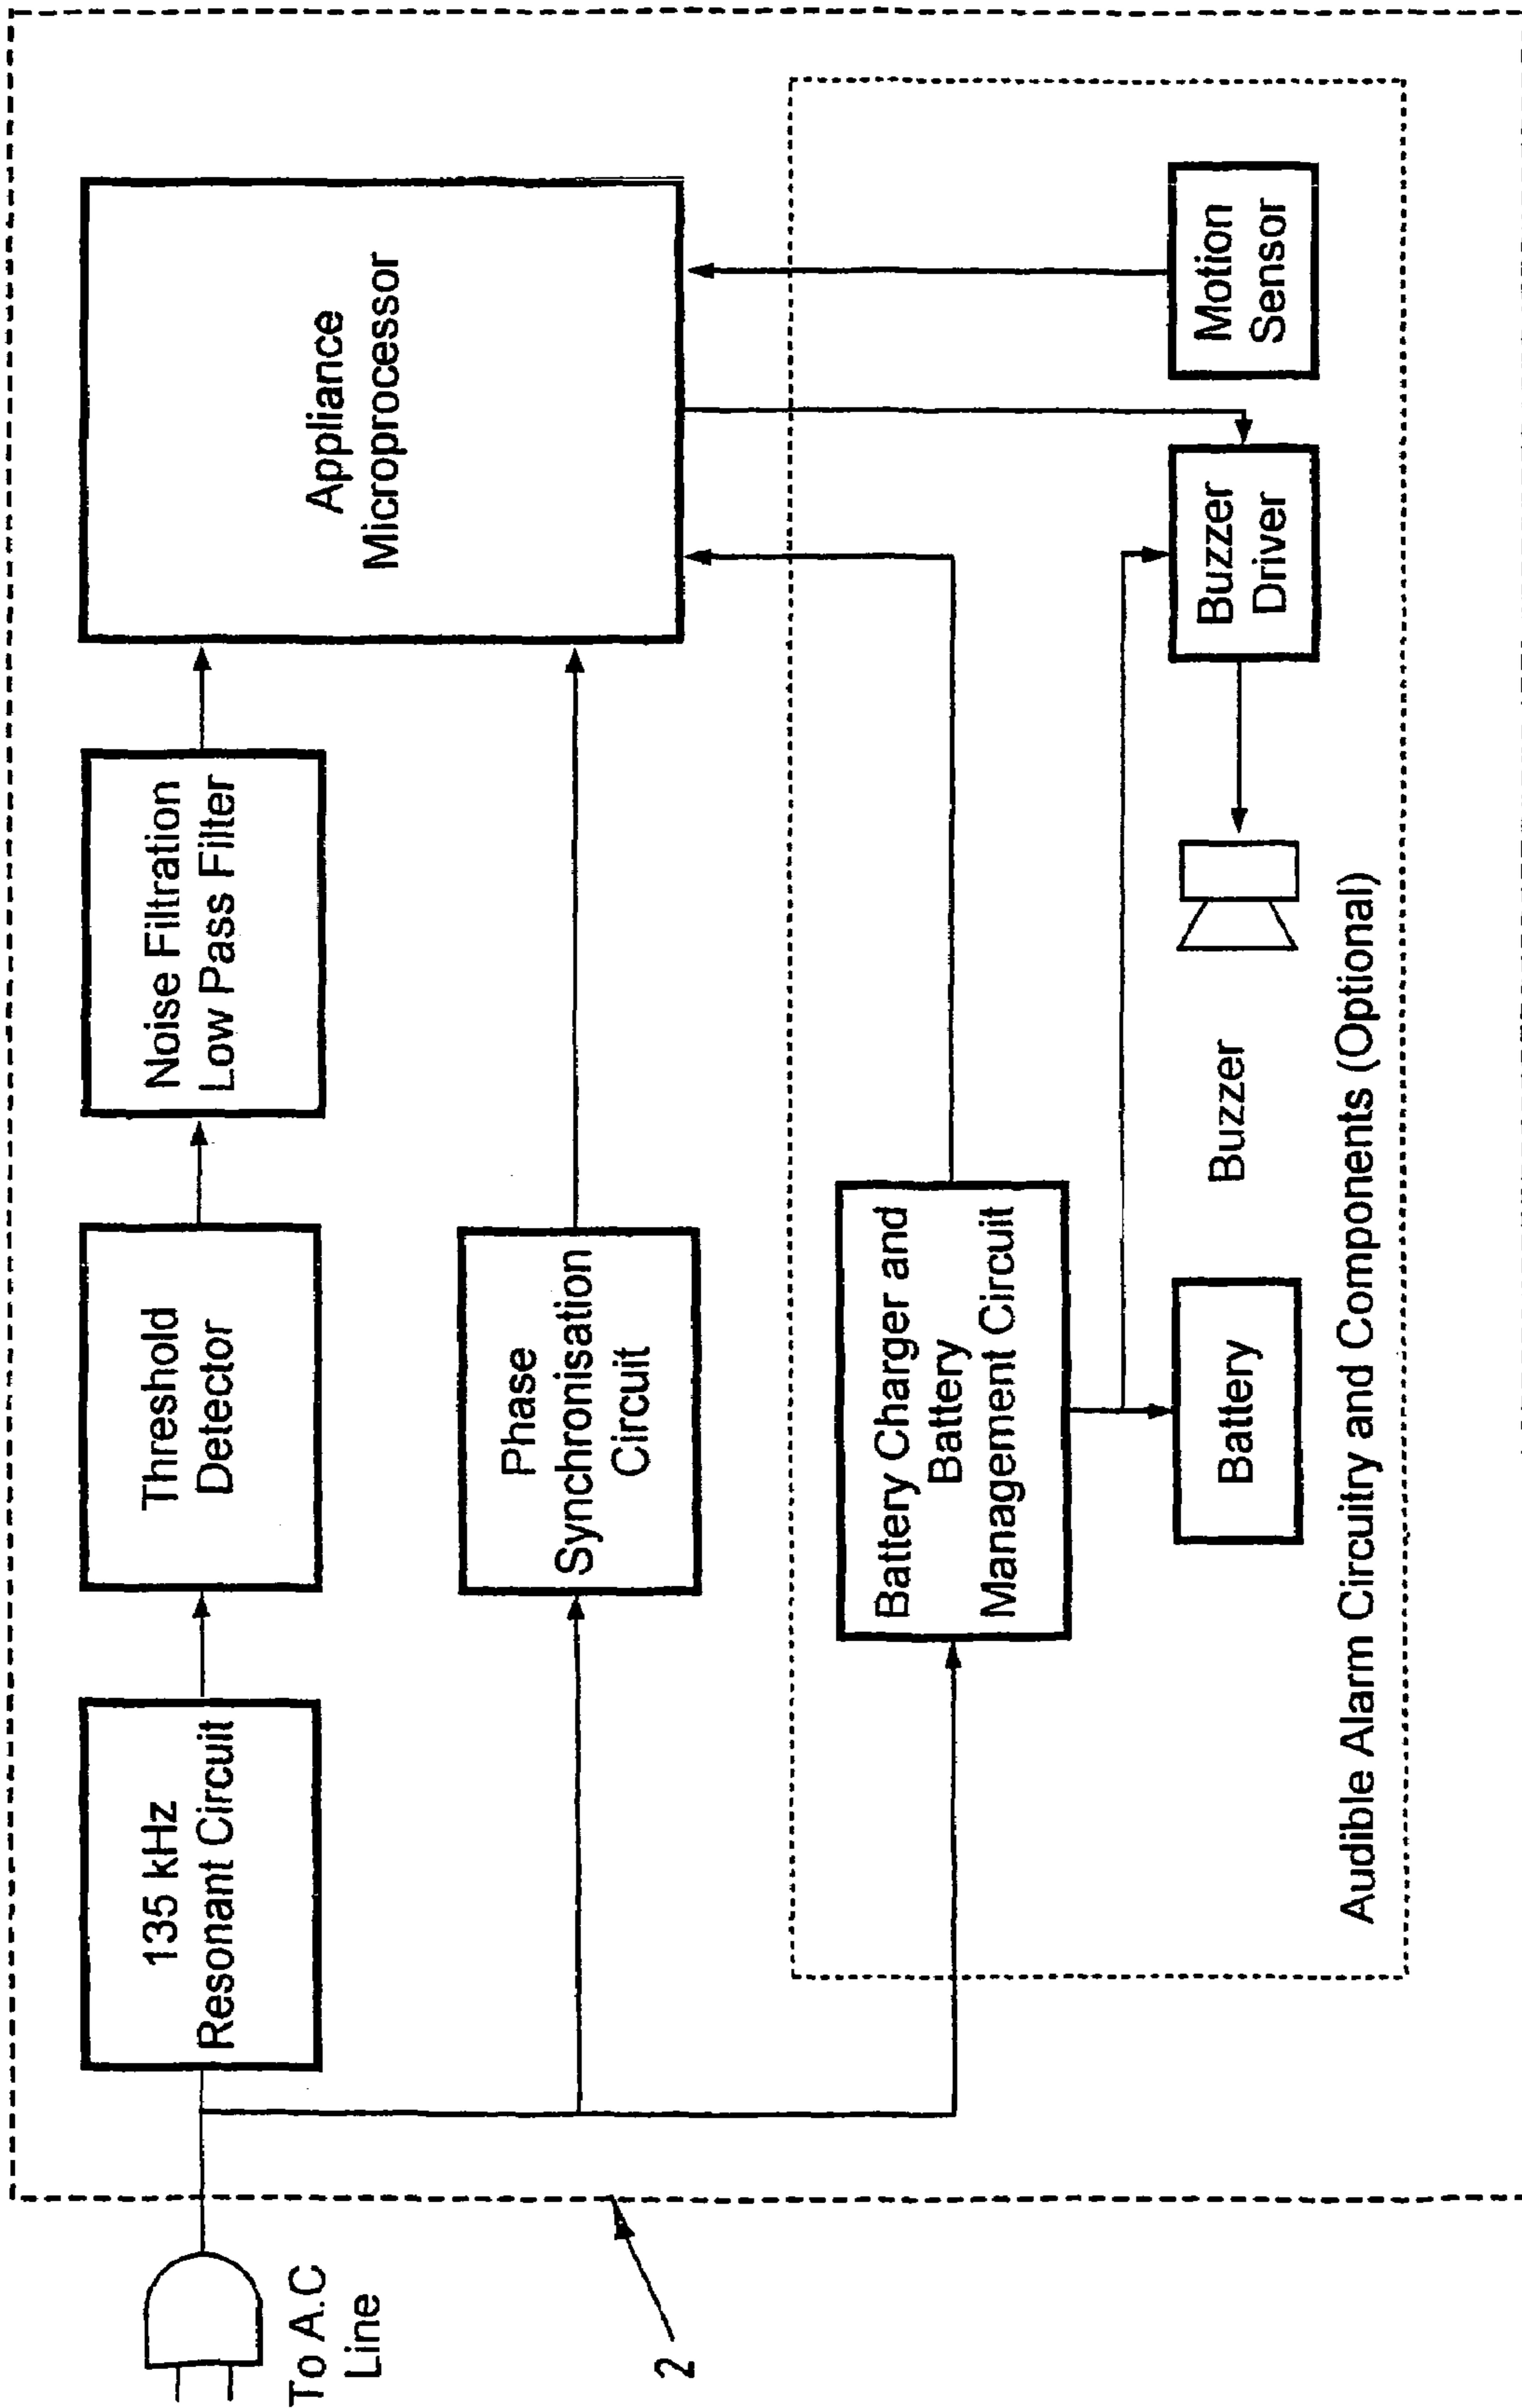 To A.C
Line
2
135 kHz
Resonant Circuit
Threshold
Detector
Noise Filtration
Low Pass Filter
Appliance
Microprocessor
Phase
Synchronisation
Circuit
Battery Charger and
Battery
Management Circuit
Battery
Buzzer
Buzzer
Driver
Motion
Sensor
Audible Alarm Circuitry and Components (Optional)